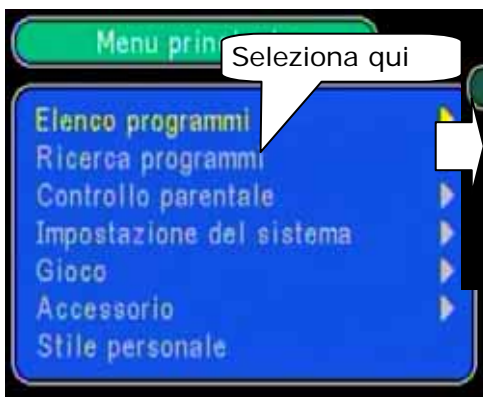 Menu prin
Seleziona qui
Elenco programmi
Ricerca programmi
Controllo parentale
Impostazione del sistema
Gioco
Accessorio
Stile personale